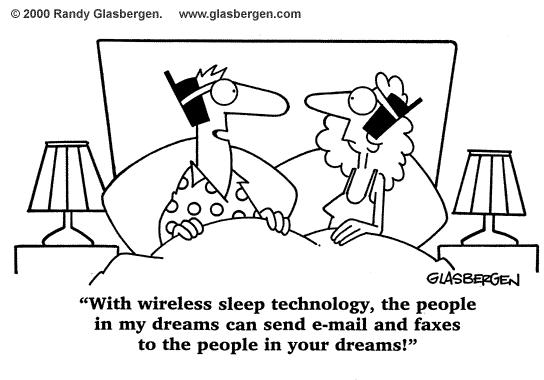 © 2000 Randy Glasbergen. www.glasbergen.com
GLASBERGEN
“With wireless sleep technology, the people
in my dreams can send e-mail and faxes
to the people in your dreams!”